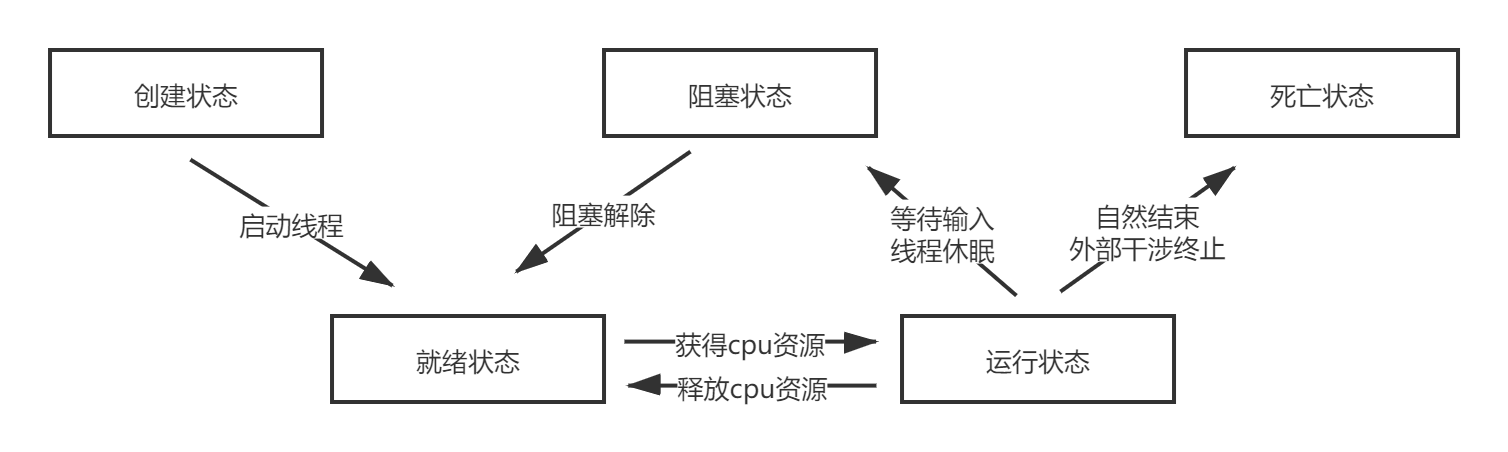 创建状态
阻塞状态
死亡状态
启动线程
阻塞解除
等待输入
线程休眠
自然结束
外部干涉终止
就绪状态
获得cpu资源
释放cpu资源
运行状态